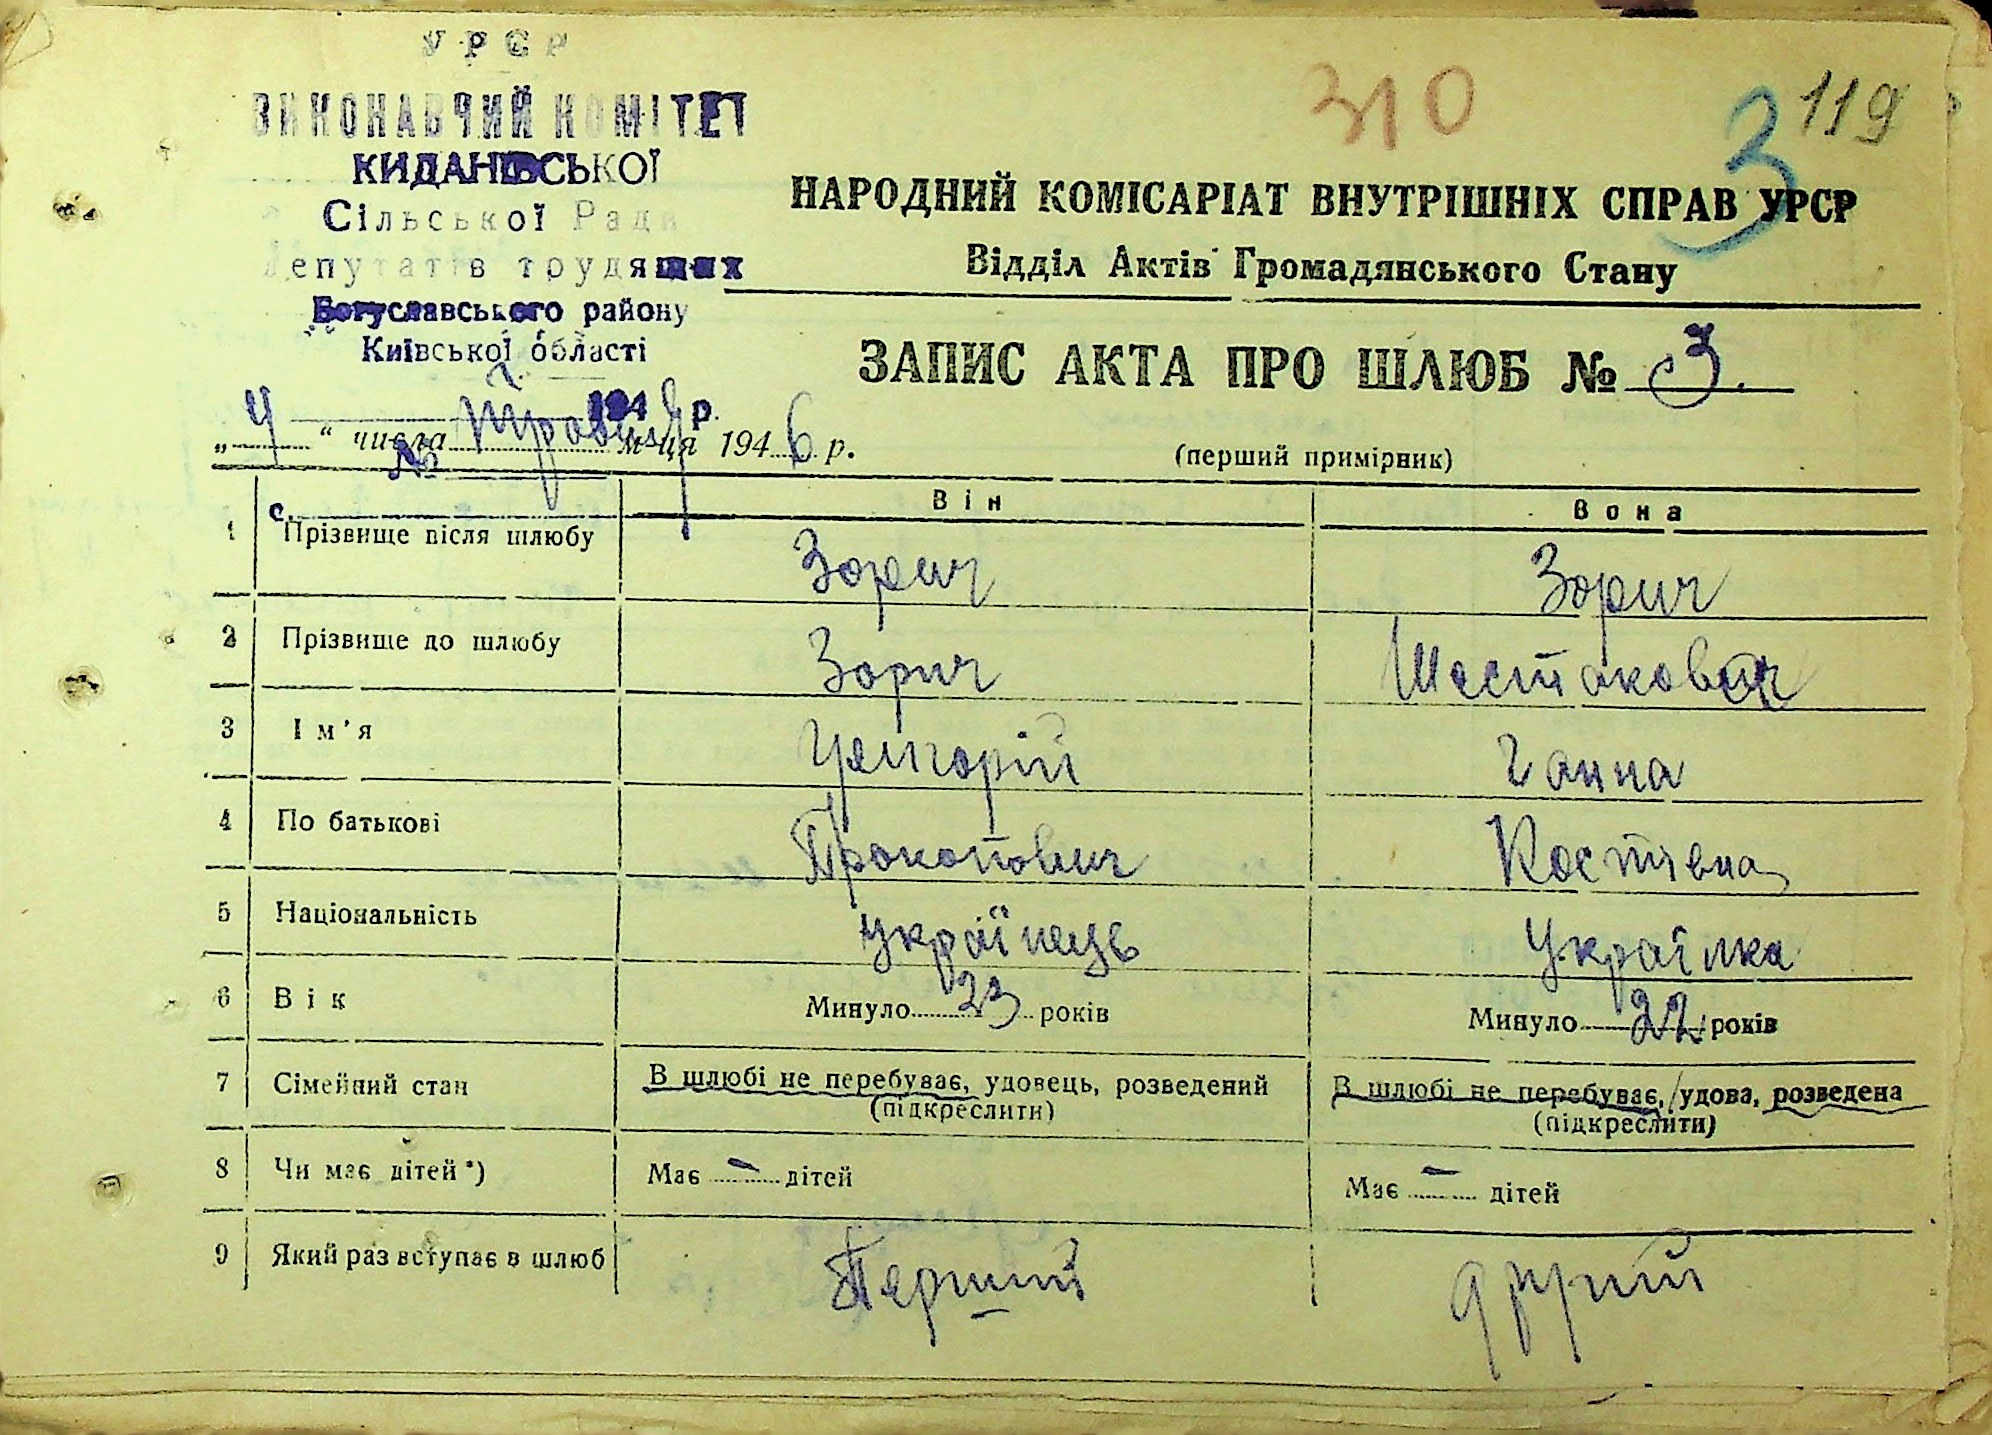 УРСР
ВИКОНАВЧИЙ КОМІТЕТ
КИДАНІВСЬКОЇ
Сільської Ради
Депутатів трудящих
Богуславського району
Київської області
194 р.
№
с.
310
3
119
НАРОДНИЙ КОМІСАРІАТ ВНУТРІШНІХ СПРАВ УРСР
Відділ Актів Громадянського Стану
ЗАПИС АКТА ПРО ШЛЮБ № 3.
„4“ числа травня м-ця 1946 р.
(перший примірник)
Він Вона
1 Прізвище після шлюбу Зорич Зорич
2 Прізвище до шлюбу Зорич Шестакович
3 Ім'я Григорій Ганна
4 По батькові Прокопович Костівна
5 Національність українець Українка
6 Вік Минуло 23 років Минуло 22 років
7 Сімейний стан В шлюбі не перебуває, удовець, розведений В шлюбі не перебуває, удова, розведена
(підкреслити) (підкреслити)
8 Чи має дітей*) Має – дітей Має – дітей
9 Який раз вступає в шлюб Перший другий